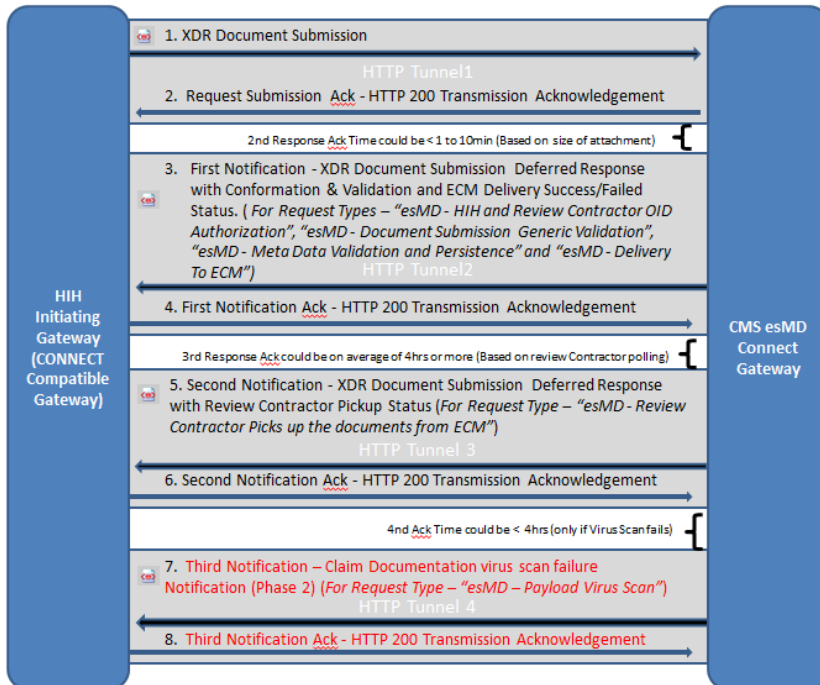 1. XDR Document Submission
HTTP Tunnel1
2. Request Submission Ack - HTTP 200 Transmission Acknowledgement
2nd Response Ack Time could be < 1 to 10min (Based on size of attachment)
3. First Notification - XDR Document Submission Deferred Response
with Conformation & Validation and ECM Delivery Success/Failed
Status. ( For Request Types – “esMD - HIH and Review Contractor OID
Authorization”, “esMD - Document Submission Generic Validation”,
“esMD - Meta Data Validation and Persistence” and “esMD - Delivery
To ECM”)
HTTP Tunnel2
4. First Notification Ack - HTTP 200 Transmission Acknowledgement
HIH
Initiating
Gateway
(CONNECT
Compatible
Gateway)
CMS esMD
Connect
Gateway
3rd Response Ack could be on average of 4hrs or more (Based on review Contractor polling)
5. Second Notification - XDR Document Submission Deferred Response
with Review Contractor Pickup Status (For Request Type – “esMD - Review
Contractor Picks up the documents from ECM”)
HTTP Tunnel 3
6. Second Notification Ack - HTTP 200 Transmission Acknowledgement
4nd Ack Time could be < 4hrs (only if Virus Scan fails)
7. Third Notification – Claim Documentation virus scan failure
Notification (Phase 2) (For Request Type – “esMD – Payload Virus Scan”)
HTTP Tunnel 4
8. Third Notification Ack - HTTP 200 Transmission Acknowledgement